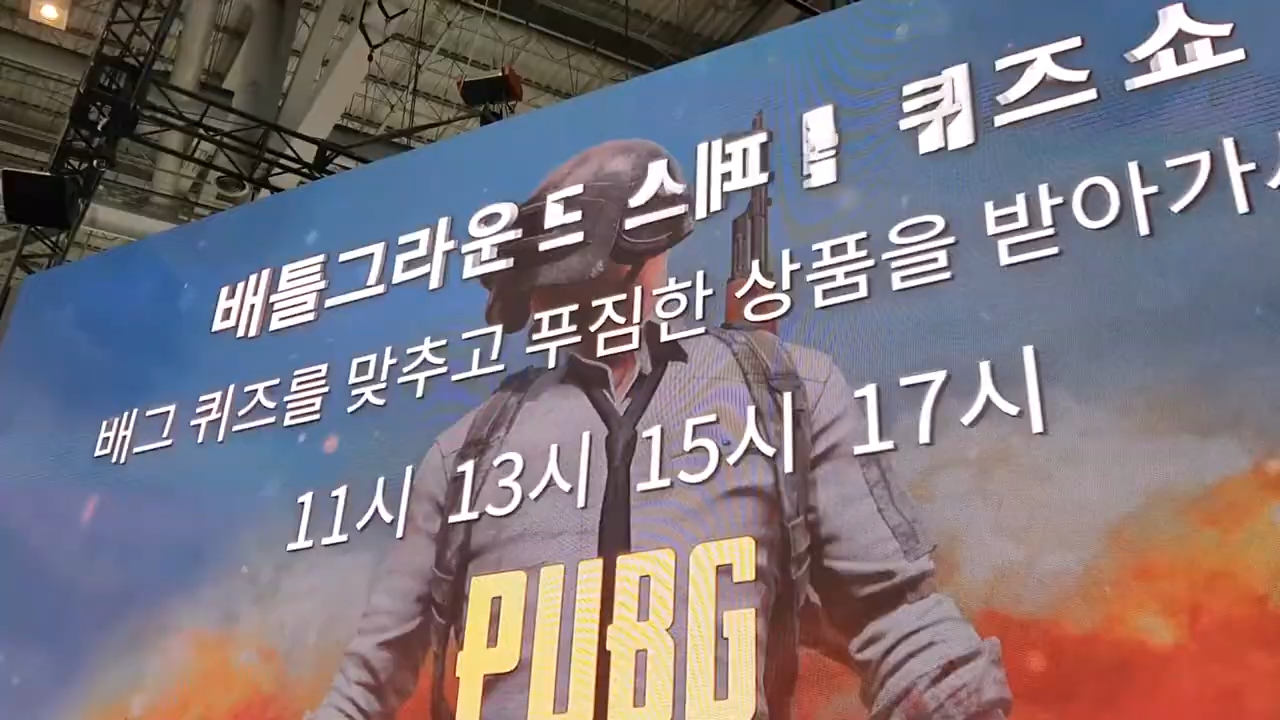 배틀그라운드 스페 퀴즈쇼
배그 퀴즈를 맞추고 푸짐한 상품을 받아가
11시 13시 15시 17시
PUBG